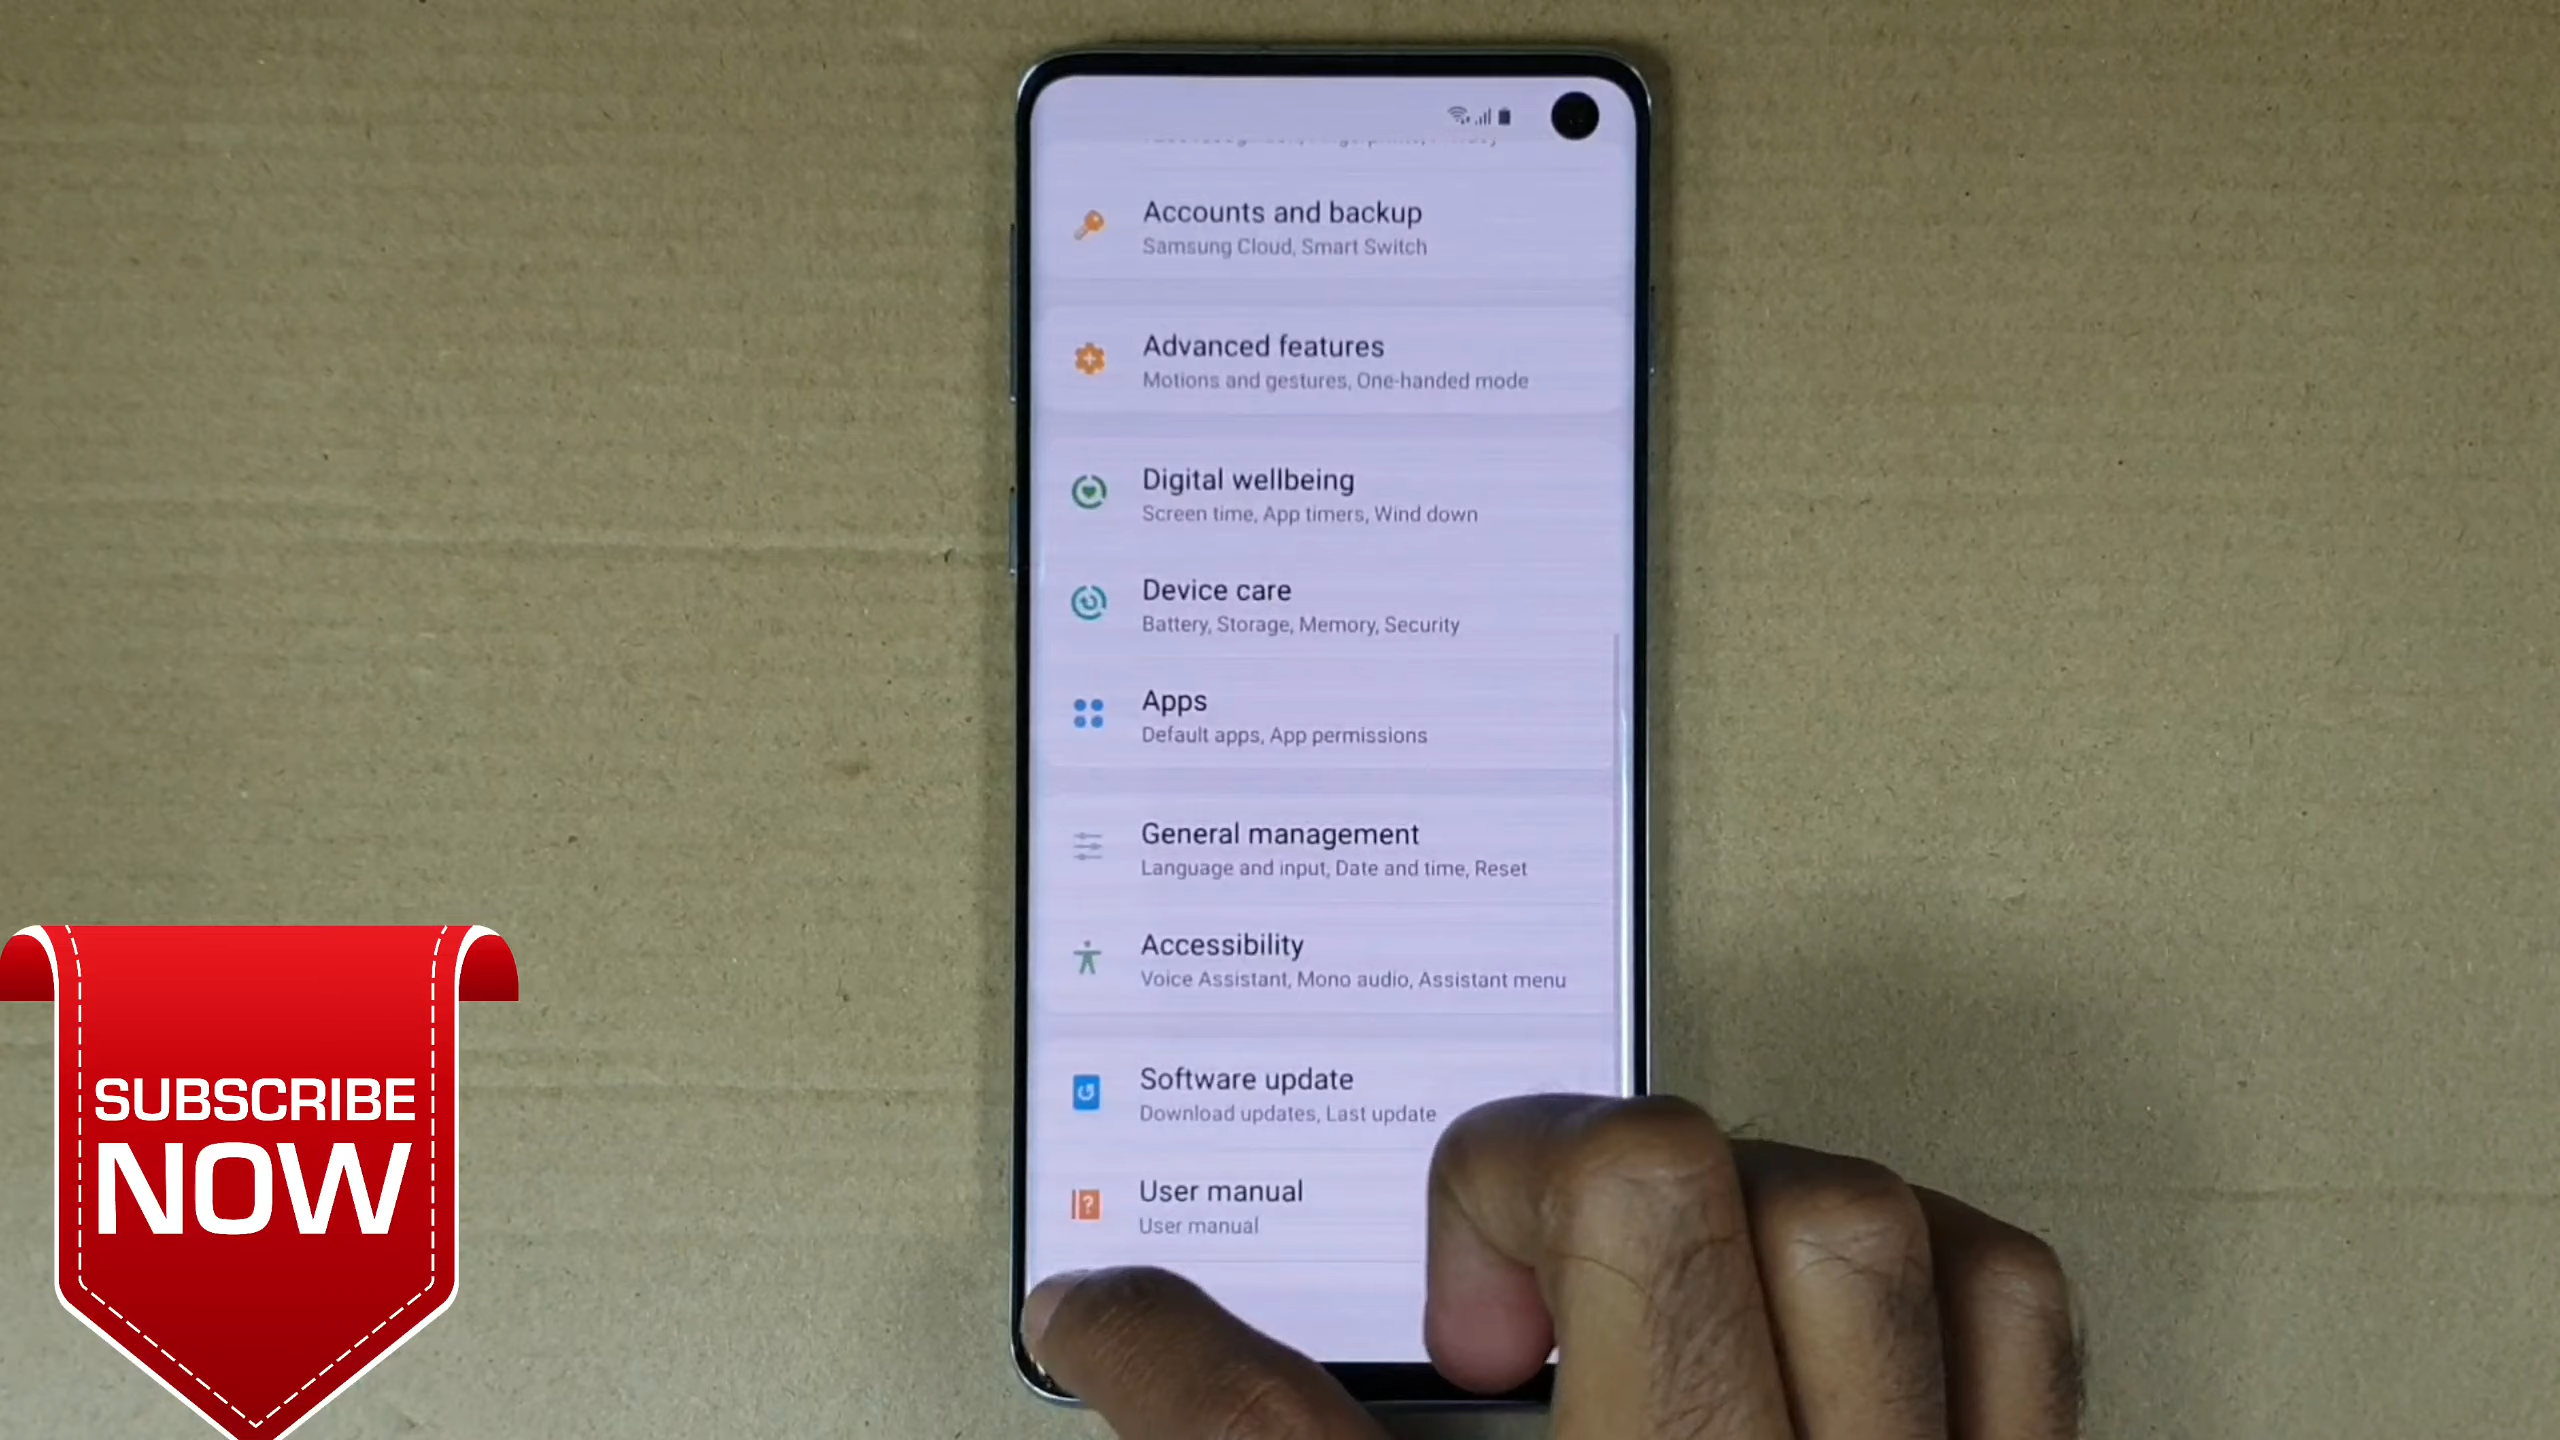 Accounts and backup
Samsung Cloud, Smart Switch
Advanced features
Motions and gestures, One-handed mode
Digital wellbeing
Screen time, App timers, Wind down
Device care
Battery, Storage, Memory, Security
Apps
Default apps, App permissions
General management
Language and input, Date and time, Reset
Accessibility
Voice Assistant, Mono audio, Assistant menu
Software update
Download updates, Last update
User manual
User manual
SUBSCRIBE
NOW